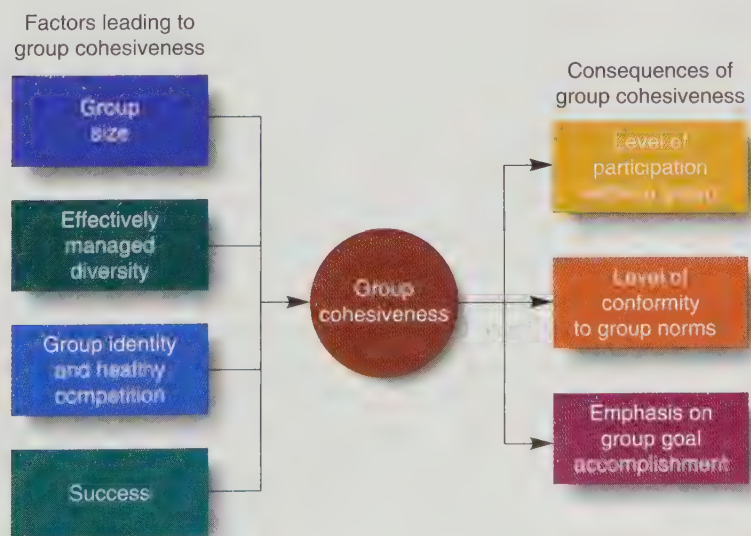 Factors leading to
group cohesiveness
Group
size
Effectively
managed
diversity
Group identity
and healthy
competition
Success
Group
cohesiveness
Consequences of
group cohesiveness
Level of
participation
Level of
conformity
to group norms
Emphasis on
group goal
accomplishment